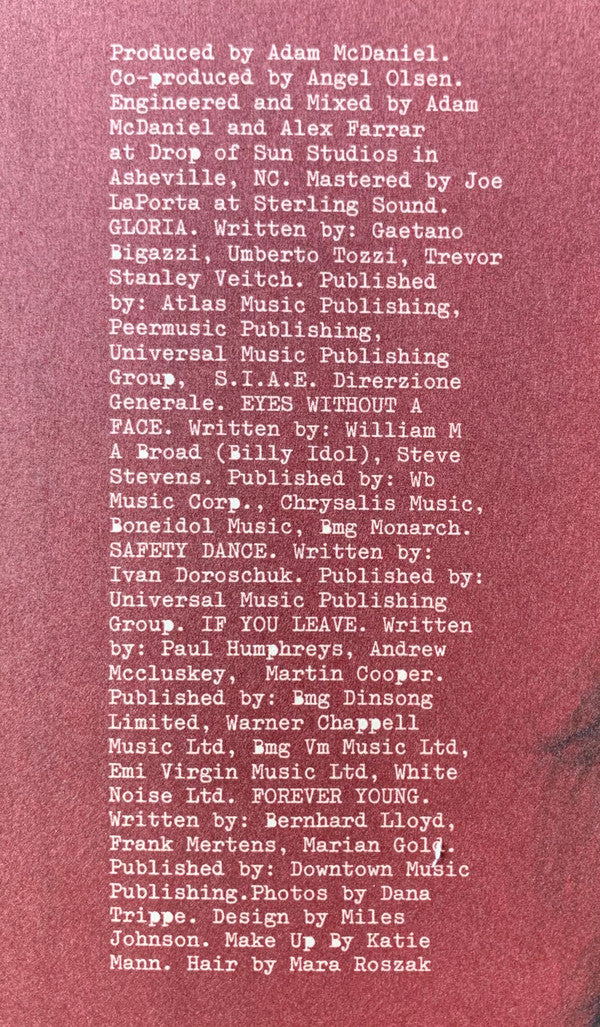 Produced by Adam McDaniel.
Co-produced by Angel Olsen.
Engineered and Mixed by Adam
McDaniel and Alex Farrar
at Drop of Sun Studios in
Asheville, NC. Mastered by Joe
LaPorta at Sterling Sound.
GLORIA. Written by: Gaetano
Bigazzi, Umberto Tozzi, Trevor
Stanley Veitch. Published
by: Atlas Music Publishing,
Peermusic Publishing,
Universal Music Publishing
Group,  S.I.A.E. Direrzione
Generale. EYES WITHOUT A
FACE. Written by: William M
A Broad (Billy Idol), Steve
Stevens. Published by: Wb
Music Corp., Chrysalis Music,
Boneidol Music, Bmg Monarch.
SAFETY DANCE. Written by:
Ivan Doroschuk. Published by:
Universal Music Publishing
Group. IF YOU LEAVE. Written
by: Paul Humphreys, Andrew
Mccluskey,  Martin Cooper.
Published by: Bmg Dinsong
Limited, Warner Chappell
Music Ltd, Bmg Vm Music Ltd,
Emi Virgin Music Ltd, White
Noise Ltd. FOREVER YOUNG.
Written by: Bernhard Lloyd,
Frank Mertens, Marian Gold.
Published by: Downtown Music
Publishing.Photos by Dana
Trippe. Design by Miles
Johnson. Make Up By Katie
Mann. Hair by Mara Roszak